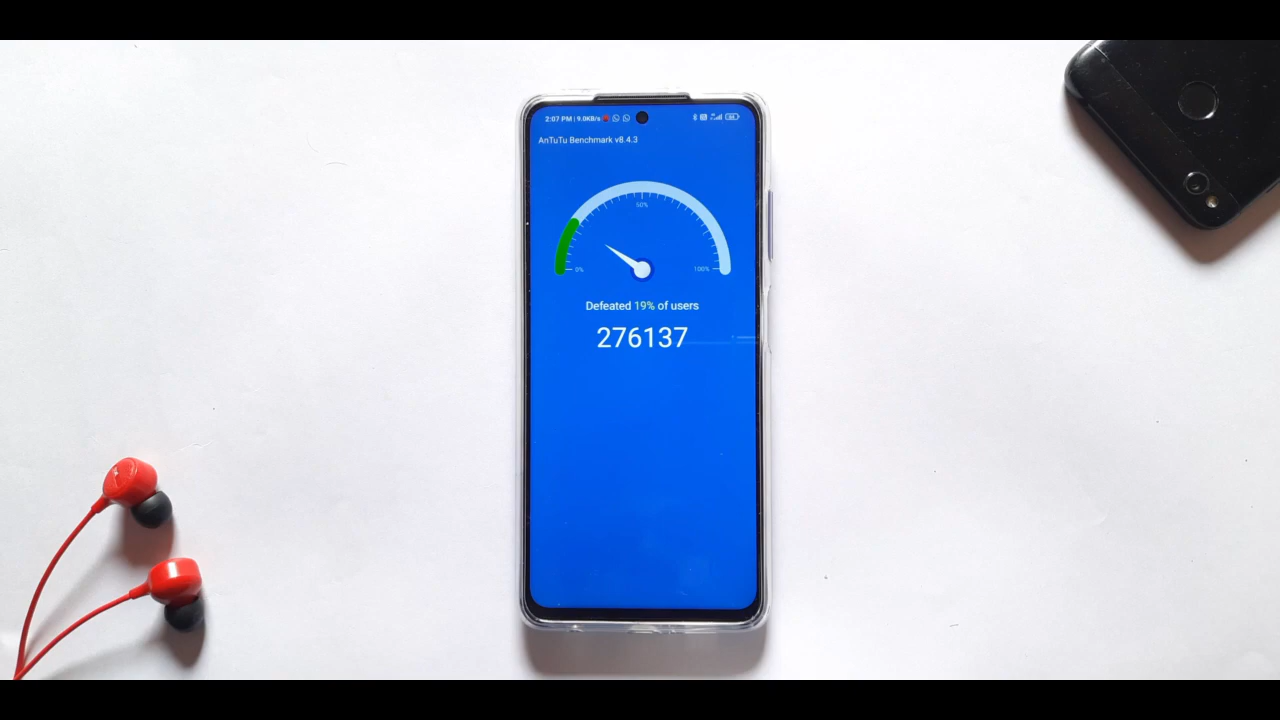 2:07 PM | 9.0KB/s
AnTuTu Benchmark v8.4.3
50%
0%
100%
Defeated 19% of users
276137